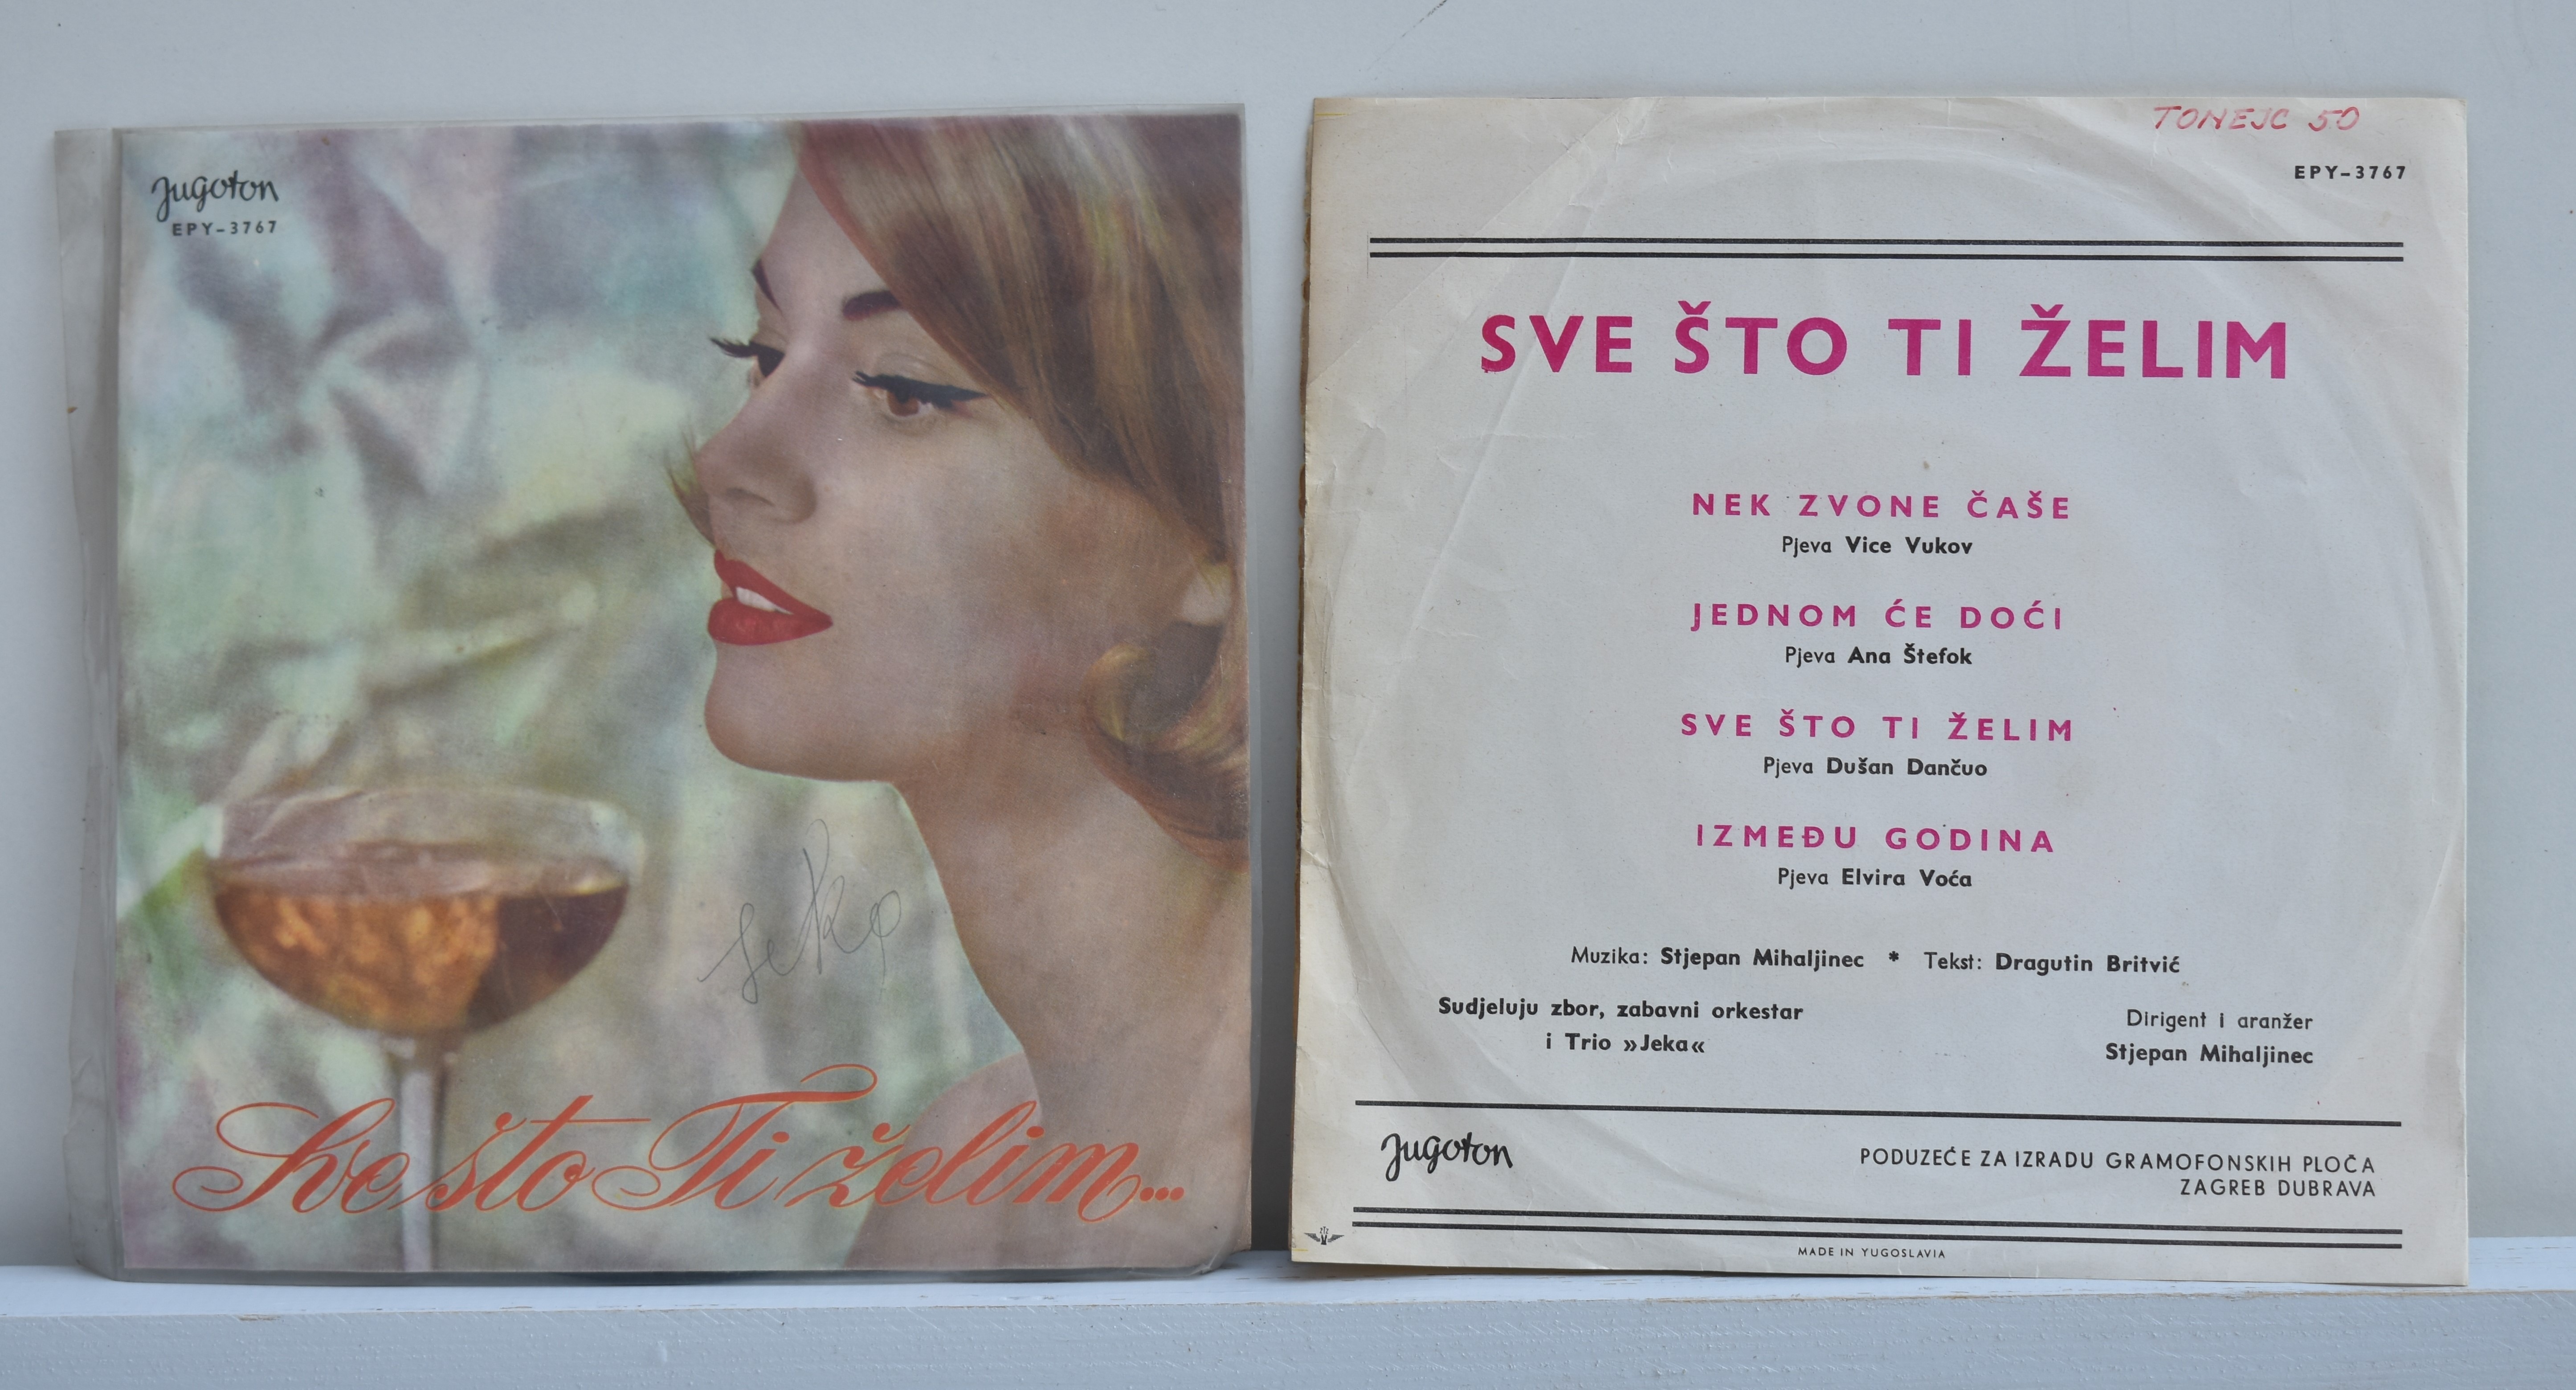 Jugoton
EPY-3767
Sve što Ti želim...
TONEJC 50
EPY-3767
SVE ŠTO TI ŽELIM
NEK ZVONE ČAŠE
Pjeva Vice Vukov
JEDNOM ĆE DOĆI
Pjeva Ana Štefok
SVE ŠTO TI ŽELIM
Pjeva Dušan Dančuo
IZMEĐU GODINA
Pjeva Elvira Voća
Muzika: Stjepan Mihaljinec * Tekst: Dragutin Britvić
Sudjeluju zbor, zabavni orkestar
i Trio »Jeka«
Dirigent i aranžer
Stjepan Mihaljinec
Jugoton
PODUZEĆE ZA IZRADU GRAMOFONSKIH PLOČA
ZAGREB DUBRAVA
MADE IN YUGOSLAVIA